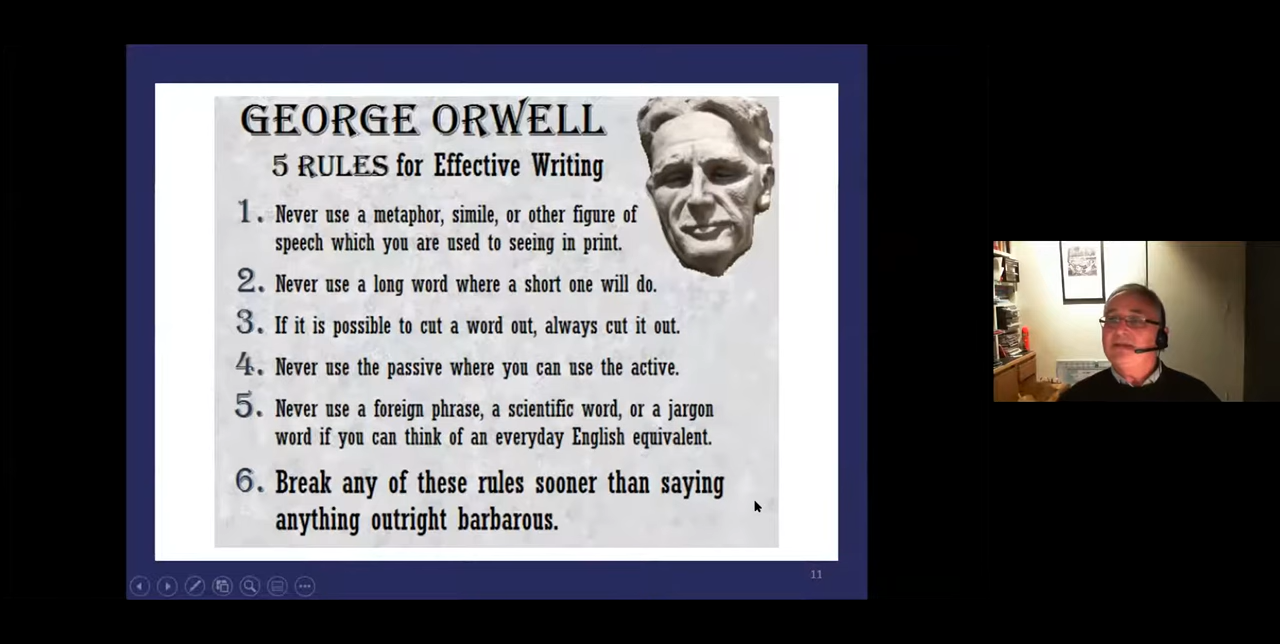 GEORGE ORWELL
5 RULES for Effective Writing
1. Never use a metaphor, simile, or other figure of
speech which you are used to seeing in print.
2. Never use a long word where a short one will do.
3. If it is possible to cut a word out, always cut it out.
4. Never use the passive where you can use the active.
5. Never use a foreign phrase, a scientific word, or a jargon
word if you can think of an everyday English equivalent.
6. Break any of these rules sooner than saying
anything outright barbarous.
11